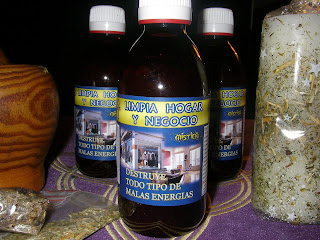 LIMPIA HOGAR
Y NEGOCIO
DESTRUYE
TODO TIPO DE
MALAS ENERGIAS